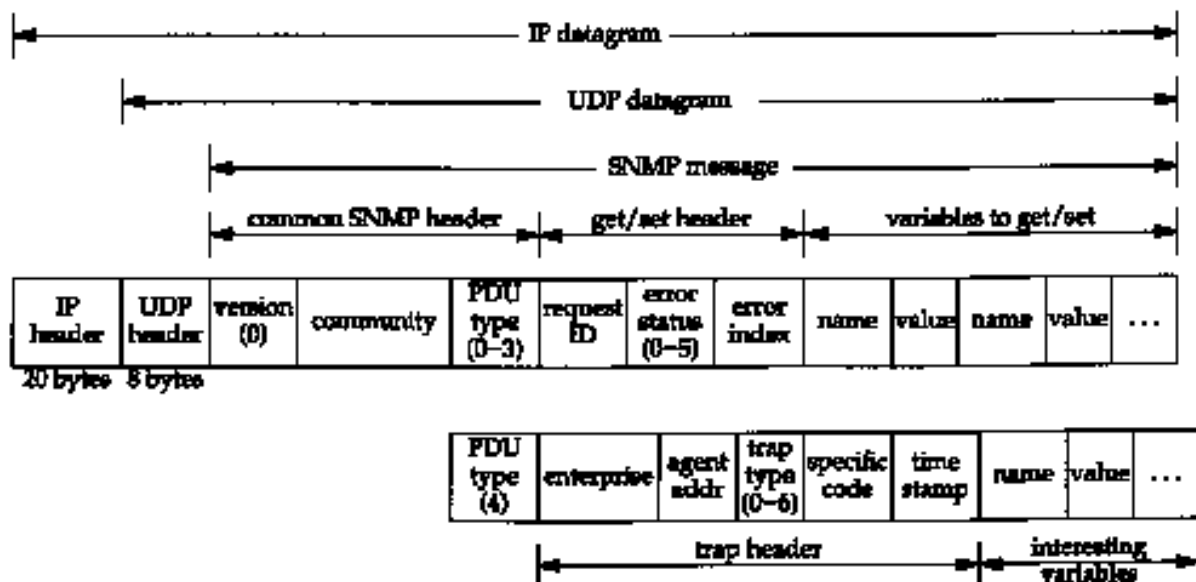 IP datagram
UDP datagram
SNMP message
common SNMP header get/set header variables to get/set
IP header UDP header version (0) community PDU type (0-3) request ID error status (0-5) error index name value name value ...
20 bytes 8 bytes
PDU type (4) enterprise agent addr trap type (0-6) specific code time stamp name value ...
trap header interesting variables